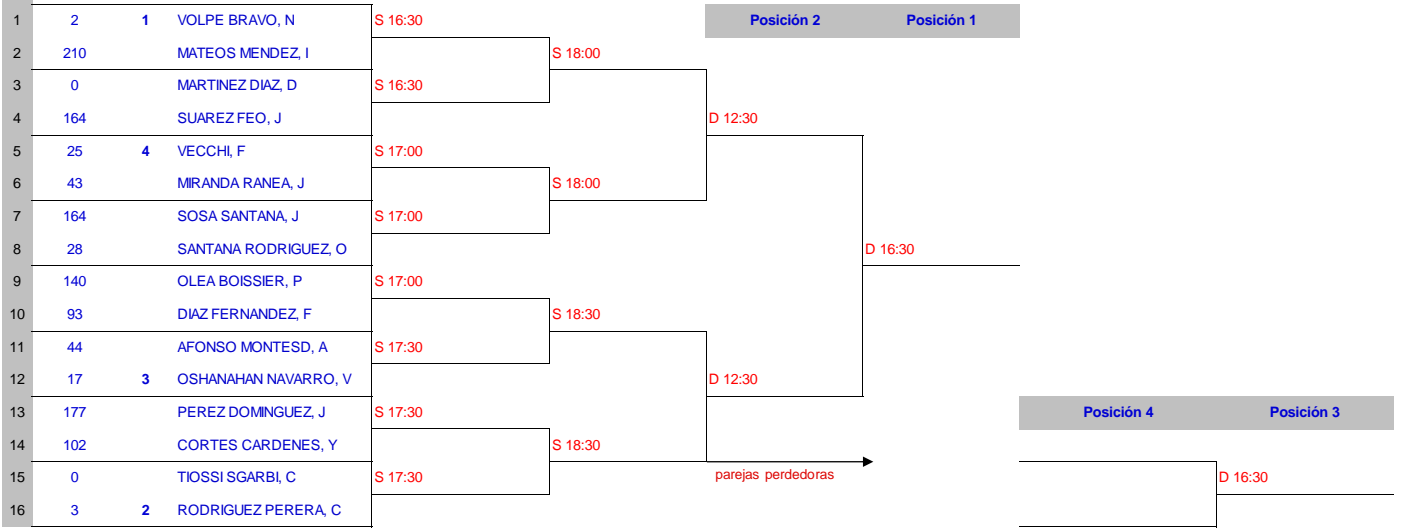 1 2 1 VOLPE BRAVO, N S 16:30 Posición 2 Posición 1
2 210 MATEOS MENDEZ, I S 18:00
3 0 MARTINEZ DIAZ, D S 16:30
4 164 SUAREZ FEO, J D 12:30
5 25 4 VECCHI, F S 17:00
6 43 MIRANDA RANEA, J S 18:00
7 164 SOSA SANTANA, J S 17:00
8 28 SANTANA RODRIGUEZ, O D 16:30
9 140 OLEA BOISSIER, P S 17:00
10 93 DIAZ FERNANDEZ, F S 18:30
11 44 AFONSO MONTESD, A S 17:30
12 17 3 OSHANAHAN NAVARRO, V D 12:30
13 177 PEREZ DOMINGUEZ, J S 17:30 Posición 4 Posición 3
14 102 CORTES CARDENES, Y S 18:30
15 0 TIOSSI SGARBI, C S 17:30 parejas perdedoras D 16:30
16 3 2 RODRIGUEZ PERERA, C